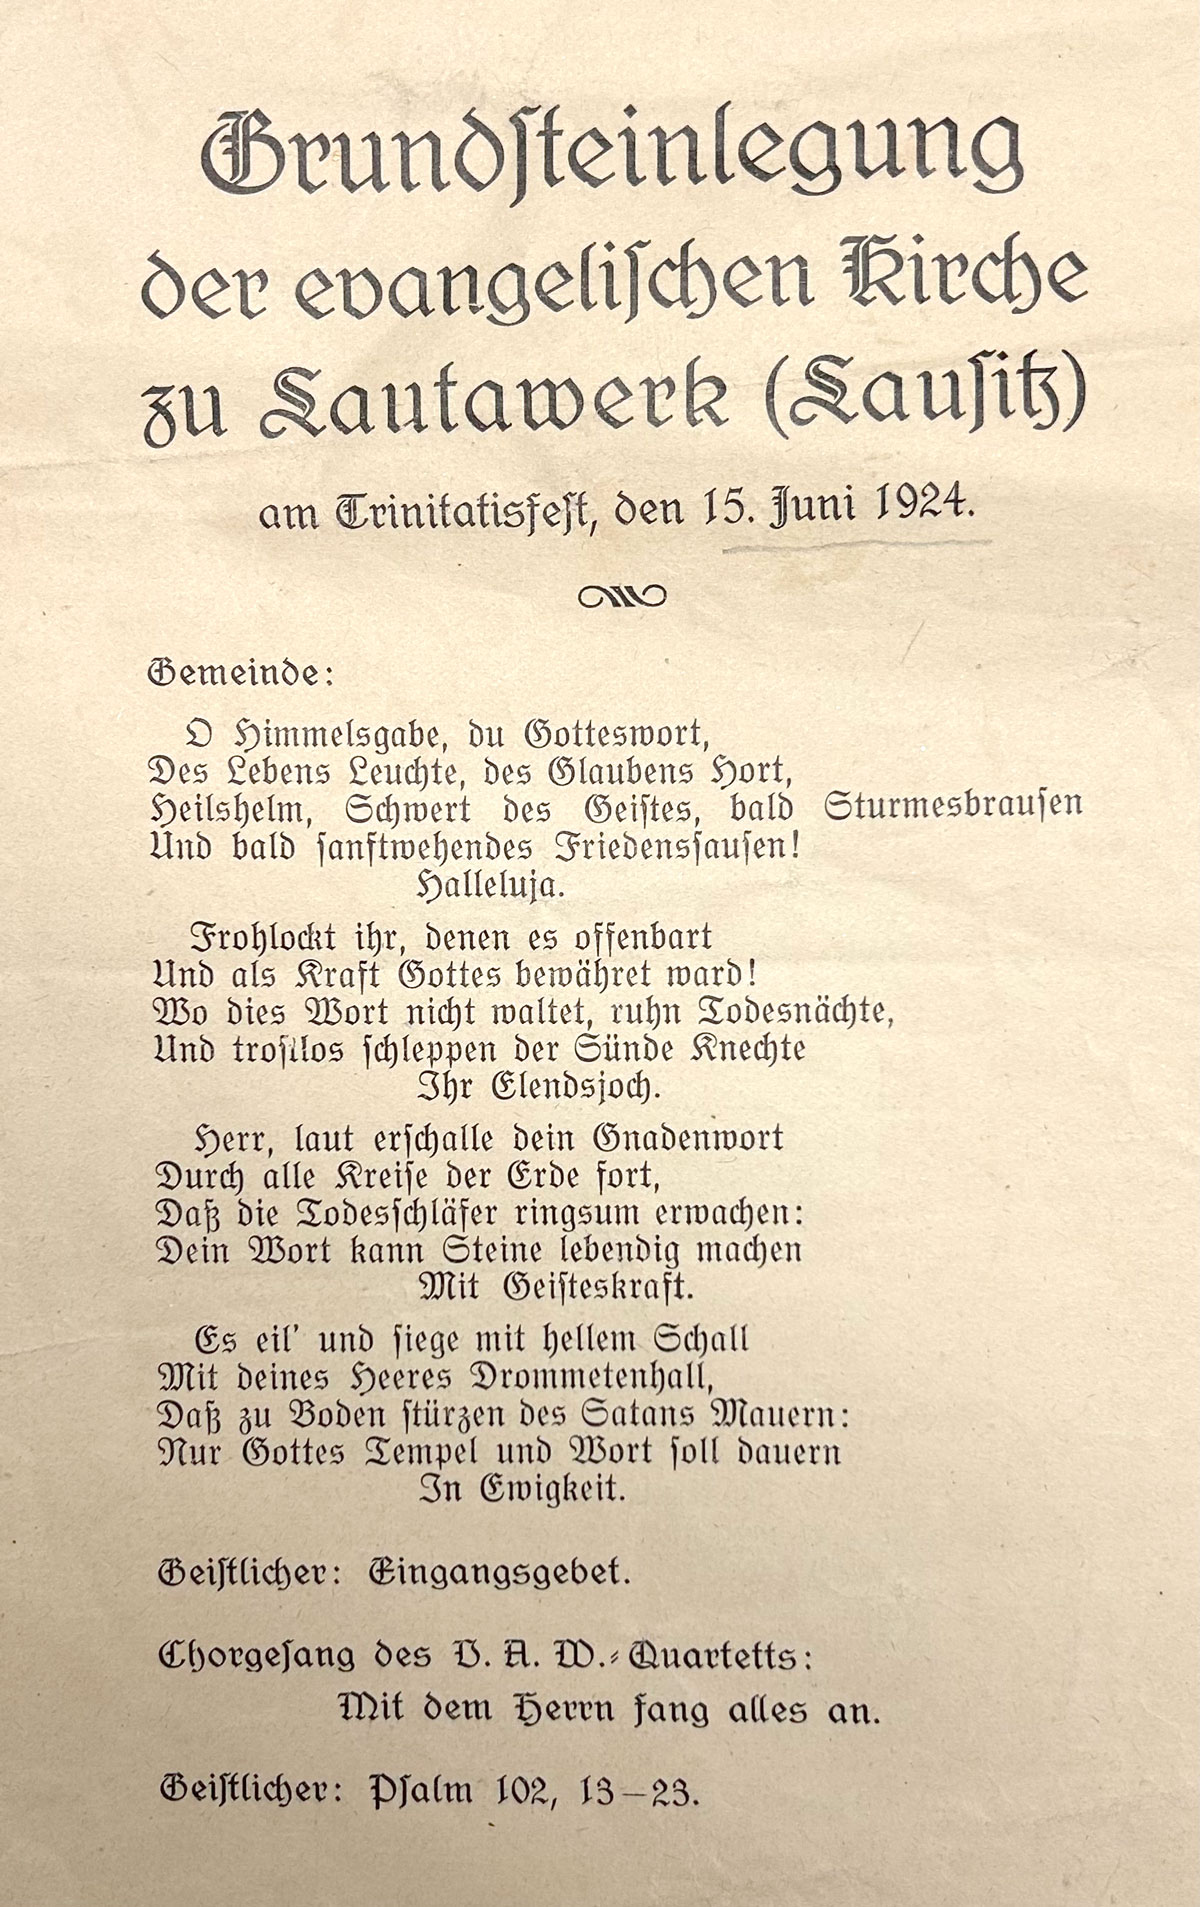 Grundsteinlegung
der evangelischen Kirche
zu Lautawerk (Lausitz)
am Trinitatisfest, den 15. Juni 1924.
Gemeinde:
O Himmelsgabe, du Gotteswort,
Des Lebens Leuchte, des Glaubens Hort,
Heilshelm, Schwert des Geistes, bald Sturmesbrausen
Und bald sanftwehendes Friedenssausen!
Halleluja.
Frohlockt ihr, denen es offenbart
Und als Kraft Gottes bewähret ward!
Wo dies Wort nicht waltet, ruhn Todesnächte,
Und trostlos schleppen der Sünde Knechte
Ihr Elendsjoch.
Herr, laut erschalle dein Gnadenwort
Durch alle Kreise der Erde fort,
Daß die Todesschläfer ringsum erwachen:
Dein Wort kann Steine lebendig machen
Mit Geisteskraft.
Es eil' und siege mit hellem Schall
Mit deines Heeres Drommetenhall,
Daß zu Boden stürzen des Satans Mauern:
Nur Gottes Tempel und Wort soll dauern
In Ewigkeit.
Geistlicher: Eingangsgebet.
Chorgesang des V. A. W.-Quartetts:
Mit dem Herrn fang alles an.
Geistlicher: Psalm 102, 13–23.